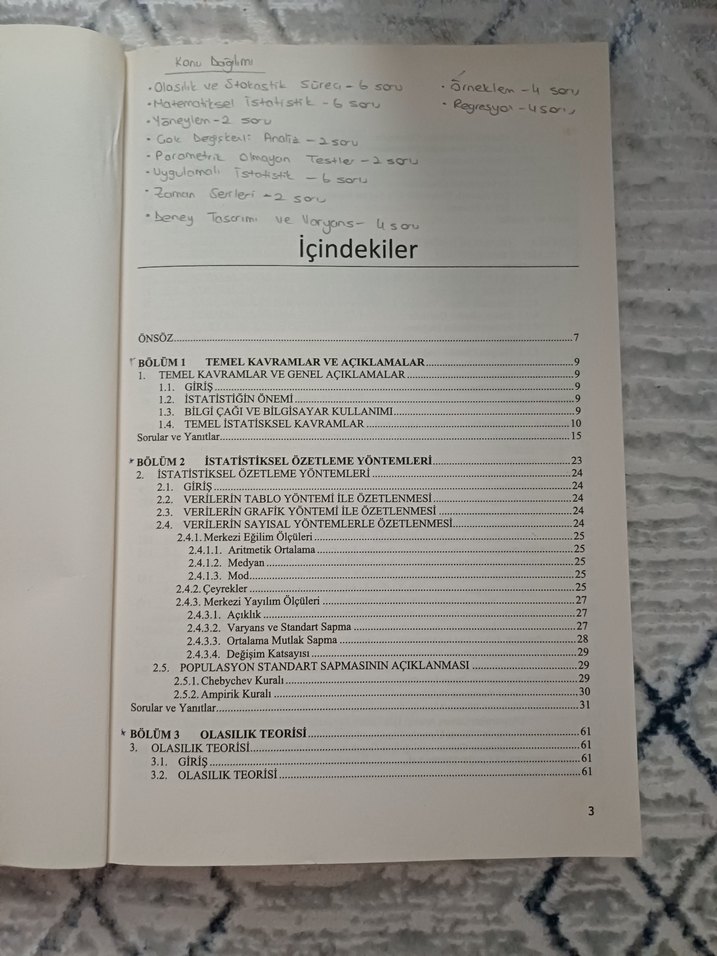 Konu Dağılımı
• Olasılık ve Stokastik Süreci - 6 soru
• Matematiksel istatistik - 6 soru
• Yöneylem - 2 soru
• Çok Değişkenli Analiz - 2 soru
• Parametrik Olmayan Testler - 2 soru
• Uygulamalı istatistik - 6 soru
• Zaman Serileri - 2 soru
• Deney Tasarımı ve Varyans - 4 soru
• Örneklem - 4 soru
• Regresyon - 4 soru
İçindekiler
ÖNSÖZ 7
BÖLÜM 1 TEMEL KAVRAMLAR VE AÇIKLAMALAR 9
1. TEMEL KAVRAMLAR VE GENEL AÇIKLAMALAR 9
1.1. GİRİŞ 9
1.2. İSTATİSTİĞİN ÖNEMİ 9
1.3. BİLGİ ÇAĞI VE BİLGİSAYAR KULLANIMI 9
1.4. TEMEL İSTATİSKSEL KAVRAMLAR 10
Sorular ve Yanıtlar 15
* BÖLÜM 2 İSTATİSTİKSEL ÖZETLEME YÖNTEMLERİ 23
2. İSTATİSTİKSEL ÖZETLEME YÖNTEMLERİ 24
2.1. GİRİŞ 24
2.2. VERİLERİN TABLO YÖNTEMİ İLE ÖZETLENMESİ 24
2.3. VERİLERİN GRAFİK YÖNTEMİ İLE ÖZETLENMESİ 24
2.4. VERİLERİN SAYISAL YÖNTEMLERLE ÖZETLENMESİ 24
2.4.1. Merkezi Eğilim Ölçüleri 25
2.4.1.1. Aritmetik Ortalama 25
2.4.1.2. Medyan 25
2.4.1.3. Mod 25
2.4.2. Çeyrekler 25
2.4.3. Merkezi Yayılım Ölçüleri 27
2.4.3.1. Açıklık 27
2.4.3.2. Varyans ve Standart Sapma 27
2.4.3.3. Ortalama Mutlak Sapma 28
2.4.3.4. Değişim Katsayısı 29
2.5. POPULASYON STANDART SAPMASININ AÇIKLANMASI 29
2.5.1. Chebychev Kuralı 29
2.5.2. Ampirik Kuralı 30
Sorular ve Yanıtlar 31
* BÖLÜM 3 OLASILIK TEORİSİ 61
3. OLASILIK TEORİSİ 61
3.1. GİRİŞ 61
3.2. OLASILIK TEORİSİ 61
3